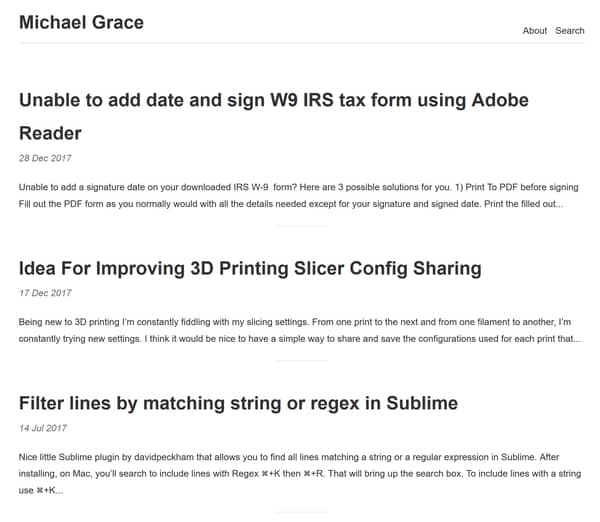 Michael Grace
About Search
Unable to add date and sign W9 IRS tax form using Adobe
Reader
28 Dec 2017
Unable to add a signature date on your downloaded IRS W-9 form? Here are 3 possible solutions for you. 1) Print To PDF before signing
Fill out the PDF form as you normally would with all the details needed except for your signature and signed date. Print the filled out...
Idea For Improving 3D Printing Slicer Config Sharing
17 Dec 2017
Being new to 3D printing I’m constantly fiddling with my slicing settings. From one print to the next and from one filament to another, I’m
constantly trying new settings. I think it would be nice to have a simple way to share and save the configurations used for each print that...
Filter lines by matching string or regex in Sublime
14 Jul 2017
Nice little Sublime plugin by davidpeckham that allows you to find all lines matching a string or a regular expression in Sublime. After
installing, on Mac, you’ll search to include lines with Regex ⌘+K then ⌘+R. That will bring up the search box. To include lines with a string
use ⌘+K...